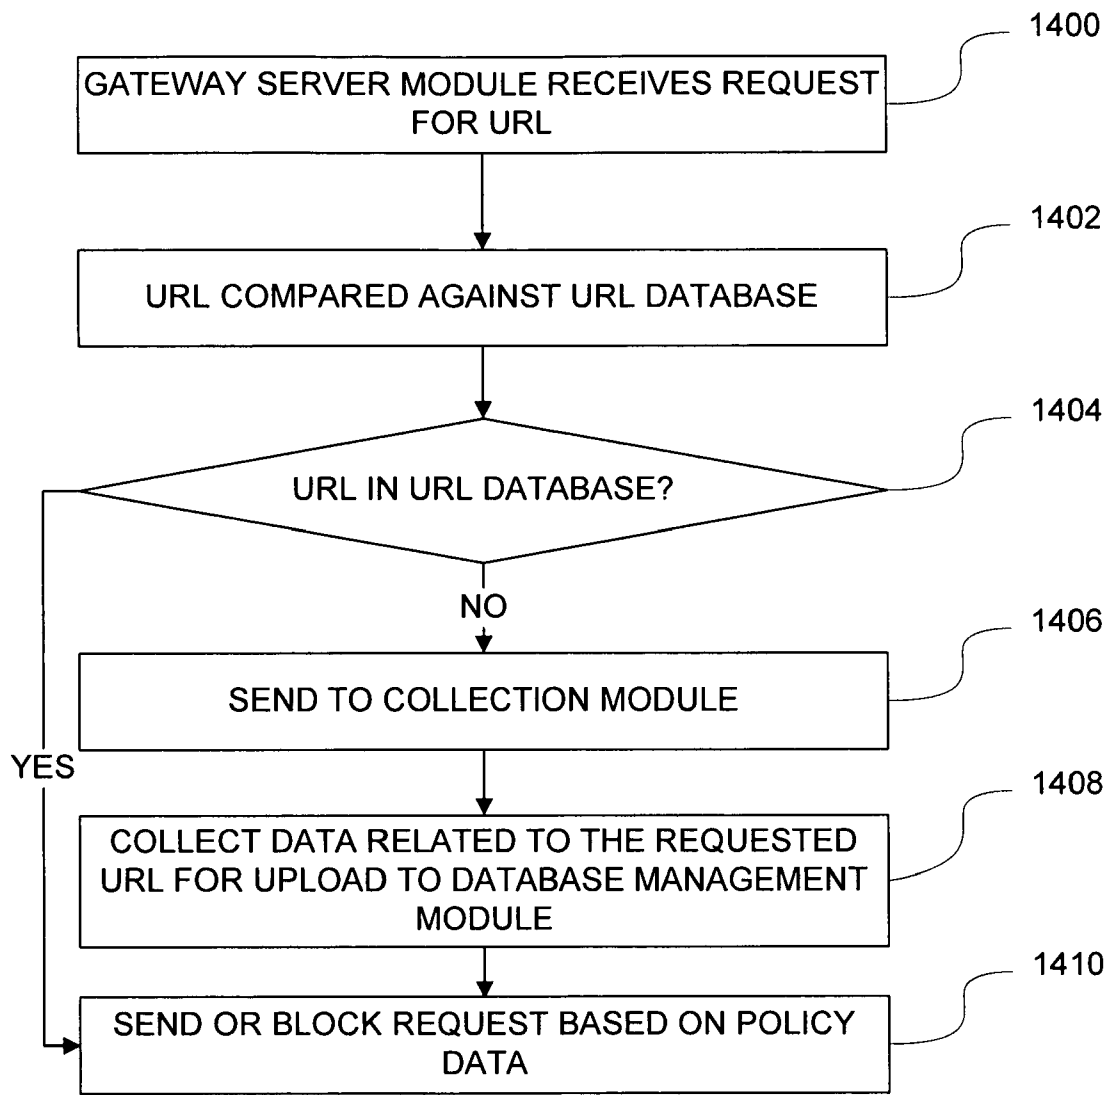 1400
GATEWAY SERVER MODULE RECEIVES REQUEST
FOR URL
1402
URL COMPARED AGAINST URL DATABASE
1404
URL IN URL DATABASE?
NO
1406
SEND TO COLLECTION MODULE
YES
1408
COLLECT DATA RELATED TO THE REQUESTED
URL FOR UPLOAD TO DATABASE MANAGEMENT
MODULE
1410
SEND OR BLOCK REQUEST BASED ON POLICY
DATA